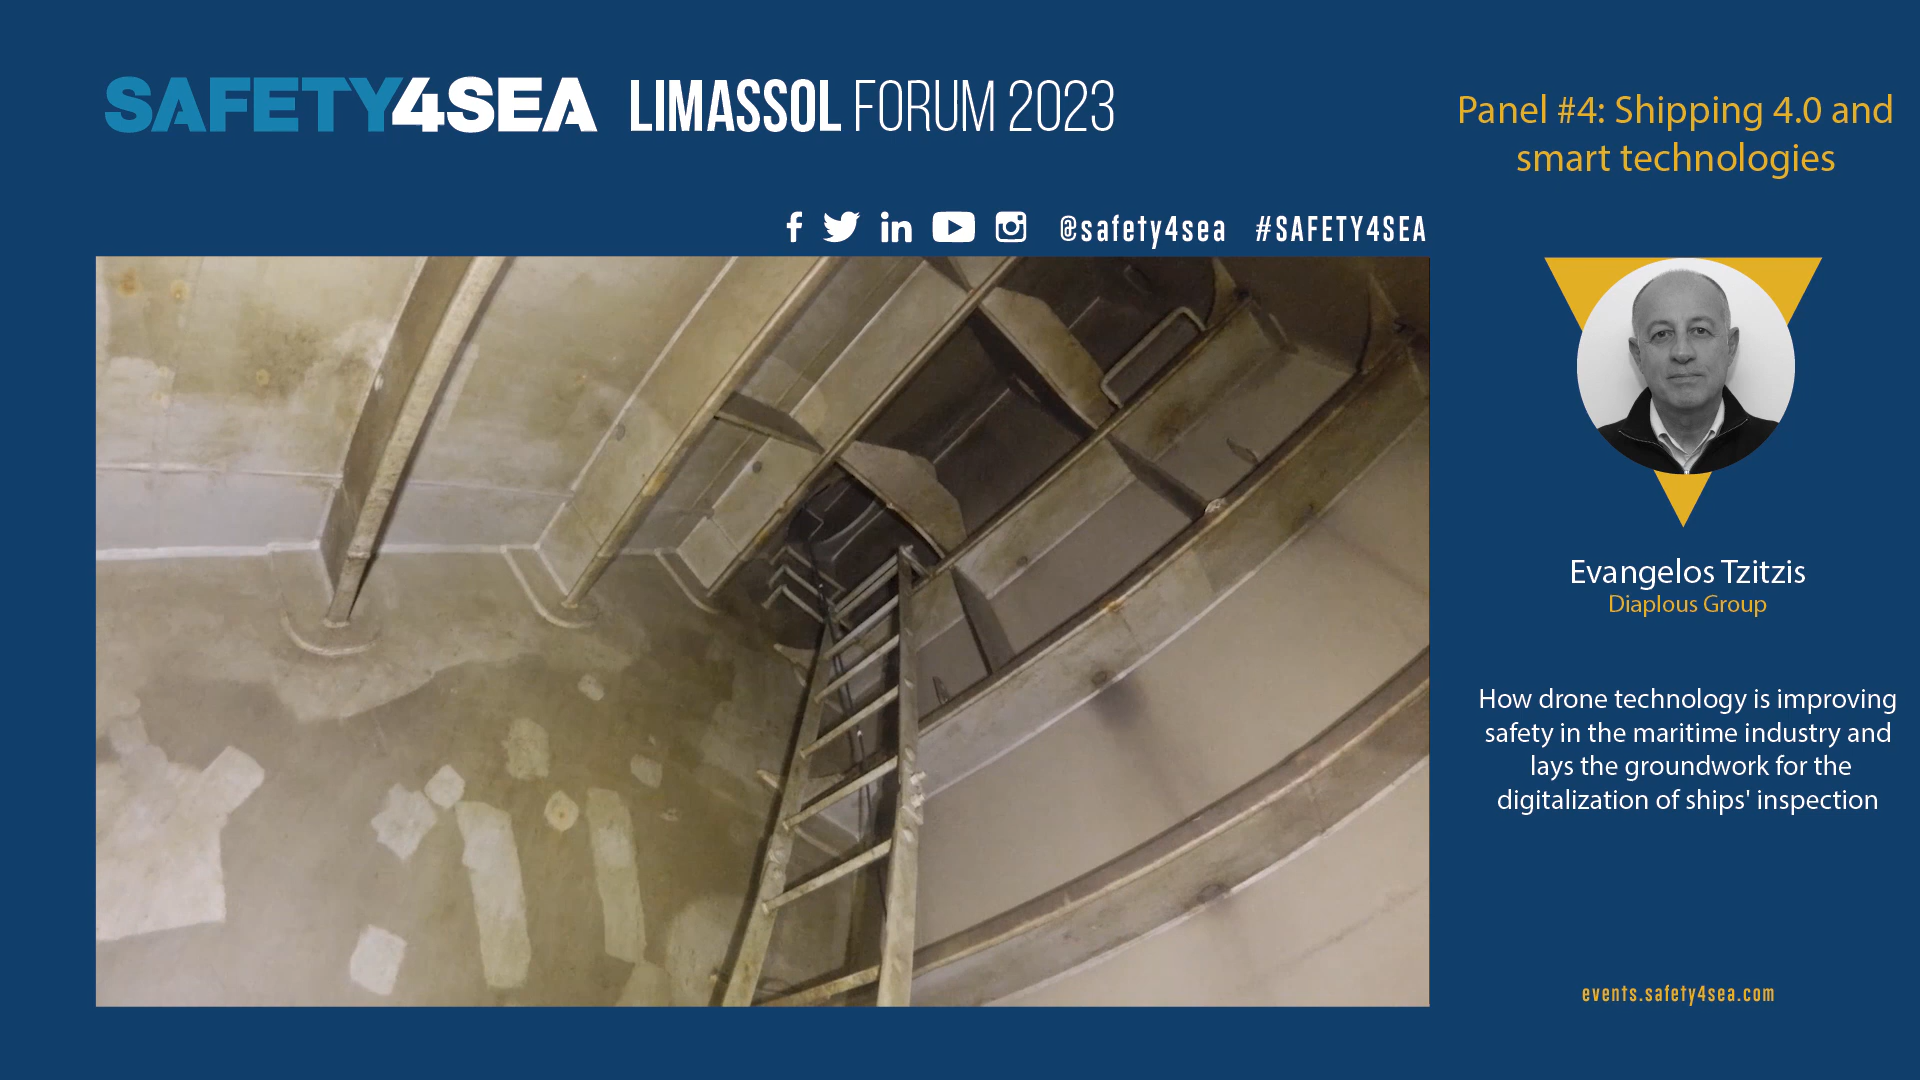 SAFETY4SEA LIMASSOL FORUM 2023
Panel #4: Shipping 4.0 and
smart technologies
@safety4sea #SAFETY4SEA
Evangelos Tzitzis
Diaplous Group
How drone technology is improving
safety in the maritime industry and
lays the groundwork for the
digitalization of ships' inspection
events.safety4sea.com